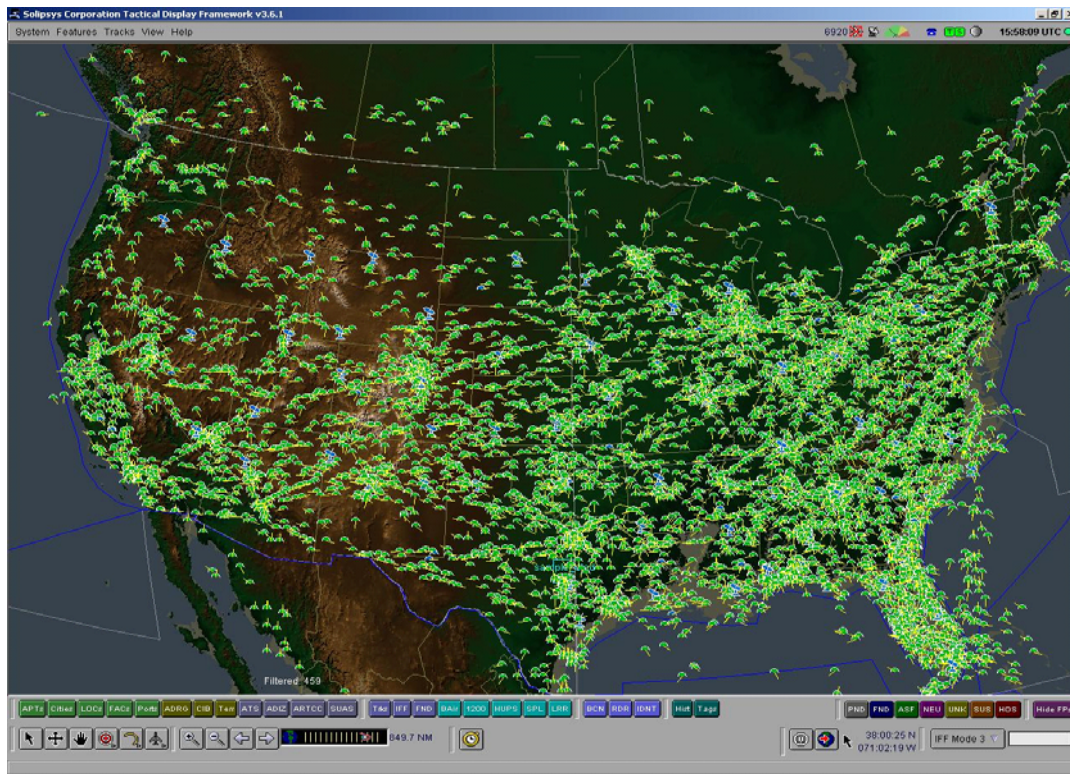 Solipsys Corporation Tactical Display Framework v3.6.1
System Features Tracks View Help
6920
15:58:09 UTC
Filtered 459
APTs Cities LOCs FACs Ports ADRG CIB Terr ATS ADIZ ARTCC SUAS Tks IFF FND BAir 1200 HUPS SPL LRR BCN RDR IDNT Hist Tags PND FND ASF NEU UNK SUS HOS Hide FPs
849.7 NM
38:00:25 N
071:02:19 W
IFF Mode 3